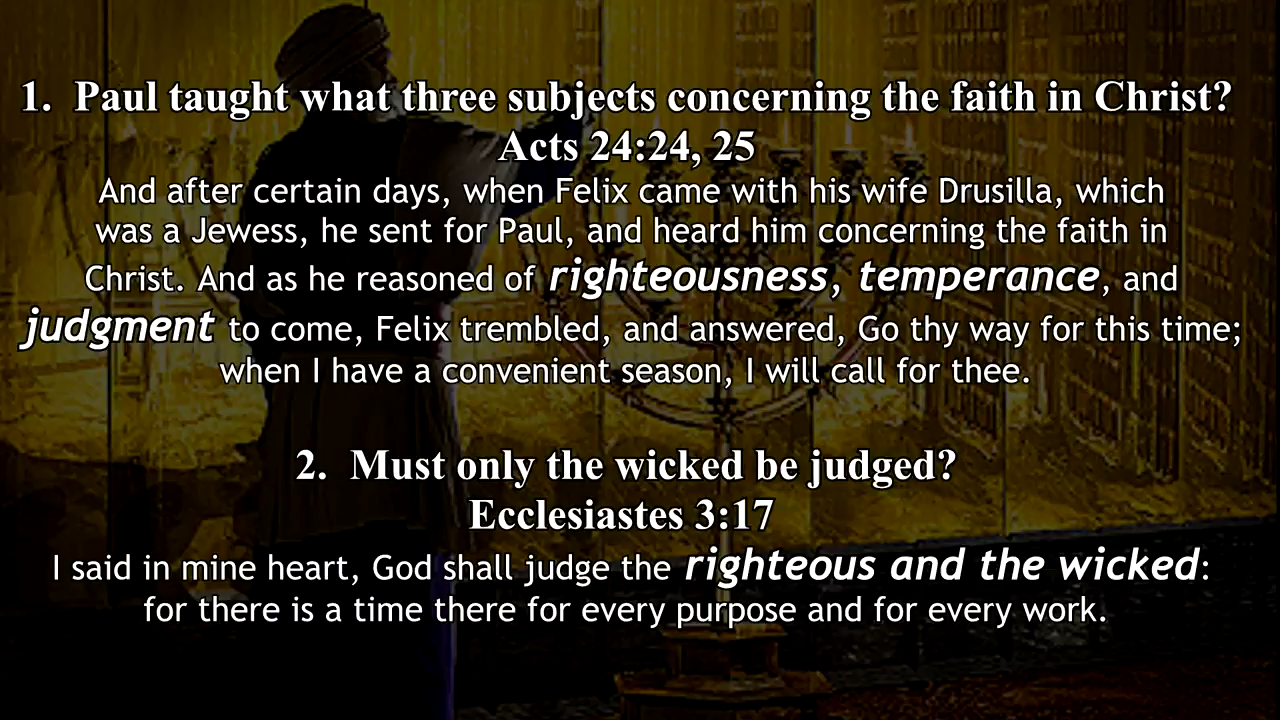 1. Paul taught what three subjects concerning the faith in Christ?
Acts 24:24, 25
And after certain days, when Felix came with his wife Drusilla, which
was a Jewess, he sent for Paul, and heard him concerning the faith in
Christ. And as he reasoned of righteousness, temperance, and
judgment to come, Felix trembled, and answered, Go thy way for this time;
when I have a convenient season, I will call for thee.
2. Must only the wicked be judged?
Ecclesiastes 3:17
I said in mine heart, God shall judge the righteous and the wicked:
for there is a time there for every purpose and for every work.